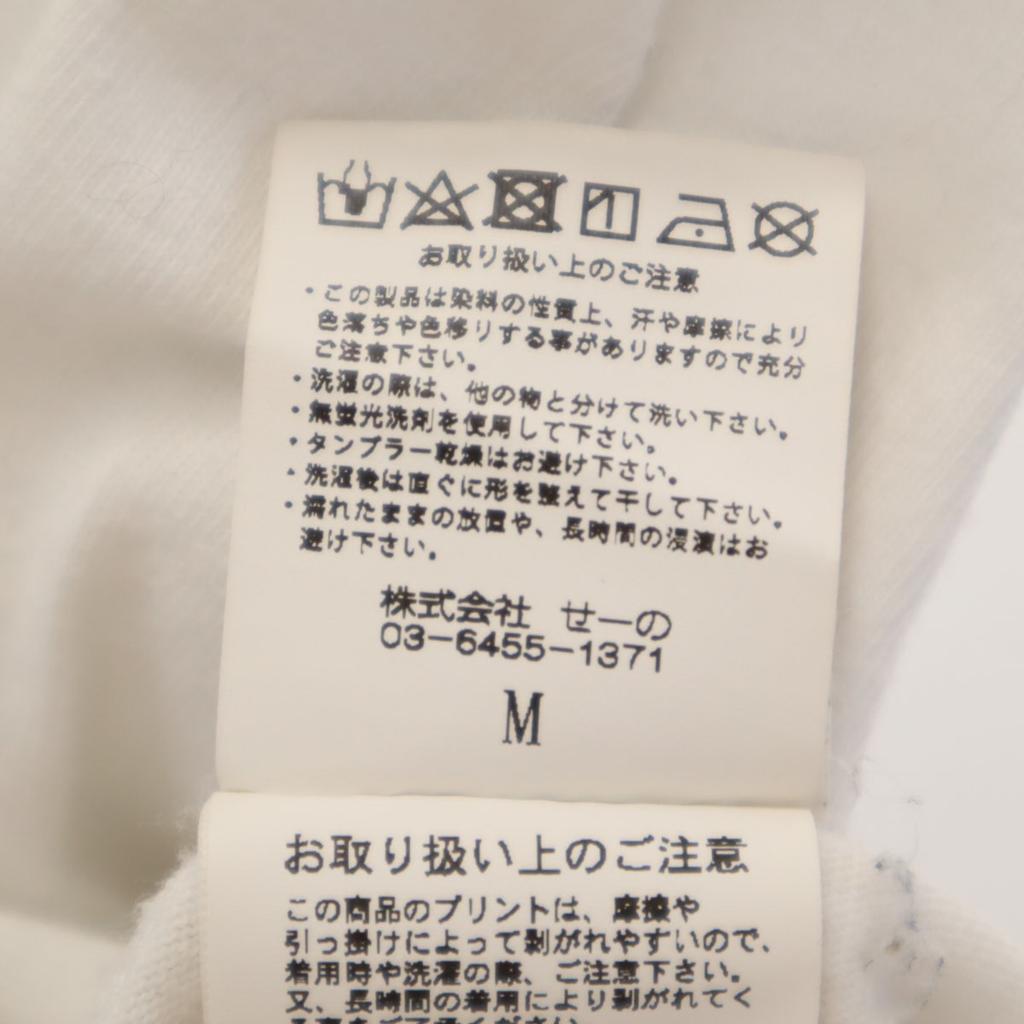 お取り扱い上のご注意
・この製品は染料の性質上、汗や摩擦により
色落ちや色移りする事がありますので充分
ご注意下さい。
・洗濯の際は、他の物と分けて洗い下さい。
・無蛍光洗剤を使用して下さい。
・タンブラー乾燥はお避け下さい。
・洗濯後は直ぐに形を整えて干して下さい。
・濡れたままの放置や、長時間の浸漬はお
避け下さい。
株式会社 せーの
03-6455-1371
M
お取り扱い上のご注意
この商品のプリントは、摩擦や
引っ掛けによって剥がれやすいので、
着用時や洗濯の際、ご注意下さい。
又、長時間の着用により剥がれてく